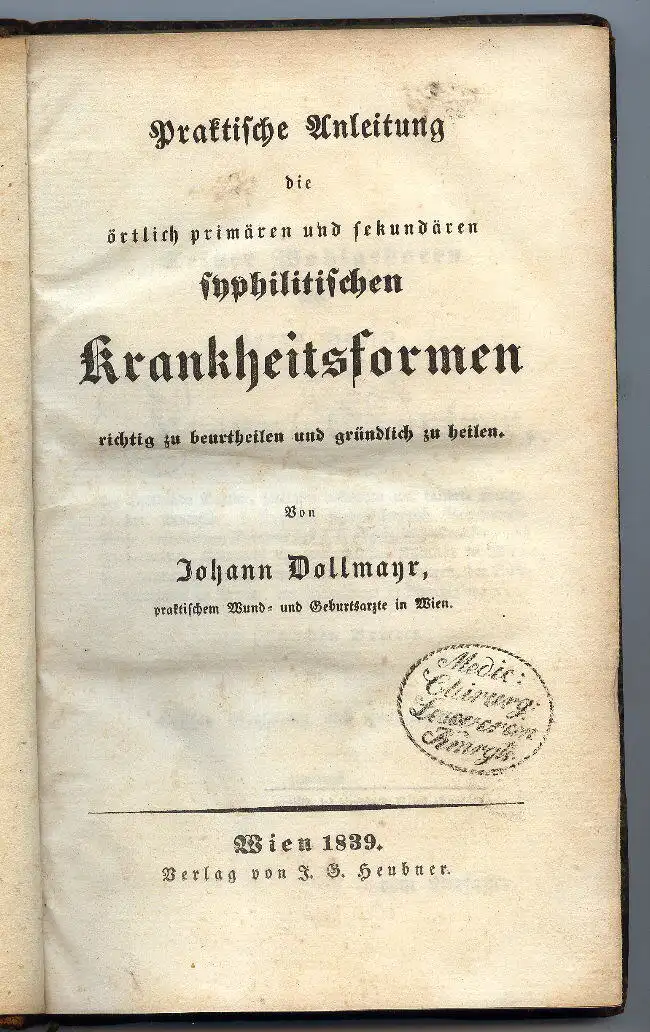 Praktische Anleitung
die
örtlich primären und sekundären
syphilitischen
Krankheitsformen
richtig zu beurtheilen und gründlich zu heilen.
Von
Johann Dollmayr,
praktischem Wund- und Geburtsarzte in Wien.
Medic:
Chirurg:
Leseverein
Wien 1839.
Verlag von J. G. Heubner.